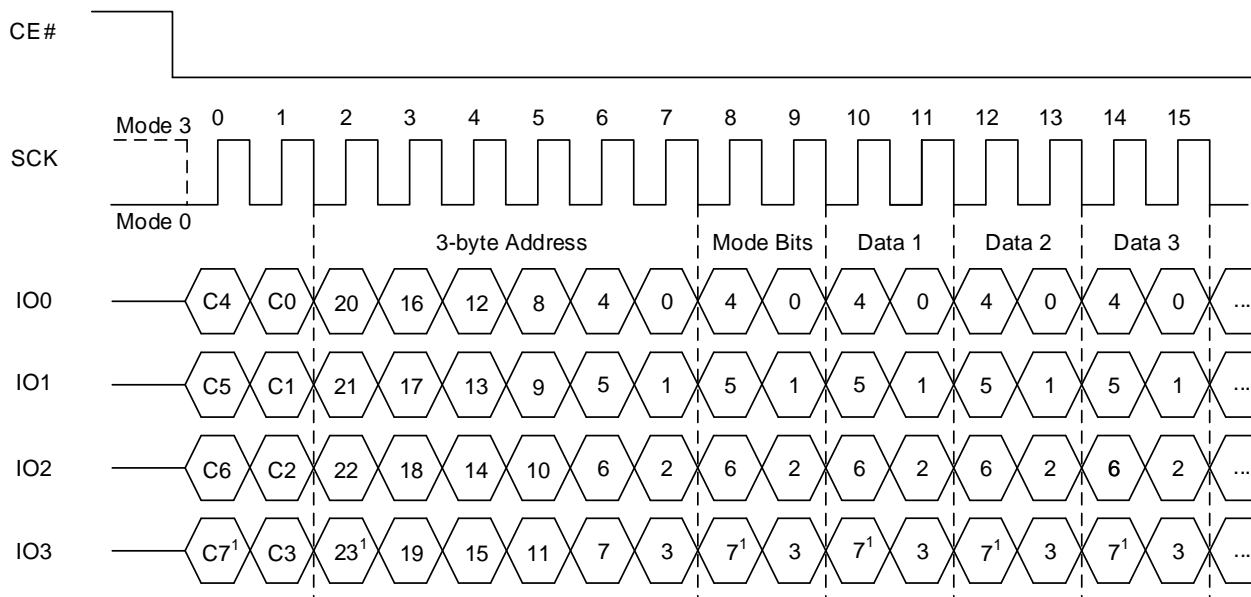 CE#
0 1 2 3 4 5 6 7 8 9 10 11 12 13 14 15
Mode 3
SCK
Mode 0
3-byte Address Mode Bits Data 1 Data 2 Data 3
IO0 C4 C0 20 16 12 8 4 0 4 0 4 0 4 0 4 0 ...
IO1 C5 C1 21 17 13 9 5 1 5 1 5 1 5 1 5 1 ...
IO2 C6 C2 22 18 14 10 6 2 6 2 6 2 6 2 6 2 ...
IO3 C7¹ C3 23¹ 19 15 11 7 3 7¹ 3 7¹ 3 7¹ 3 7¹ 3 ...